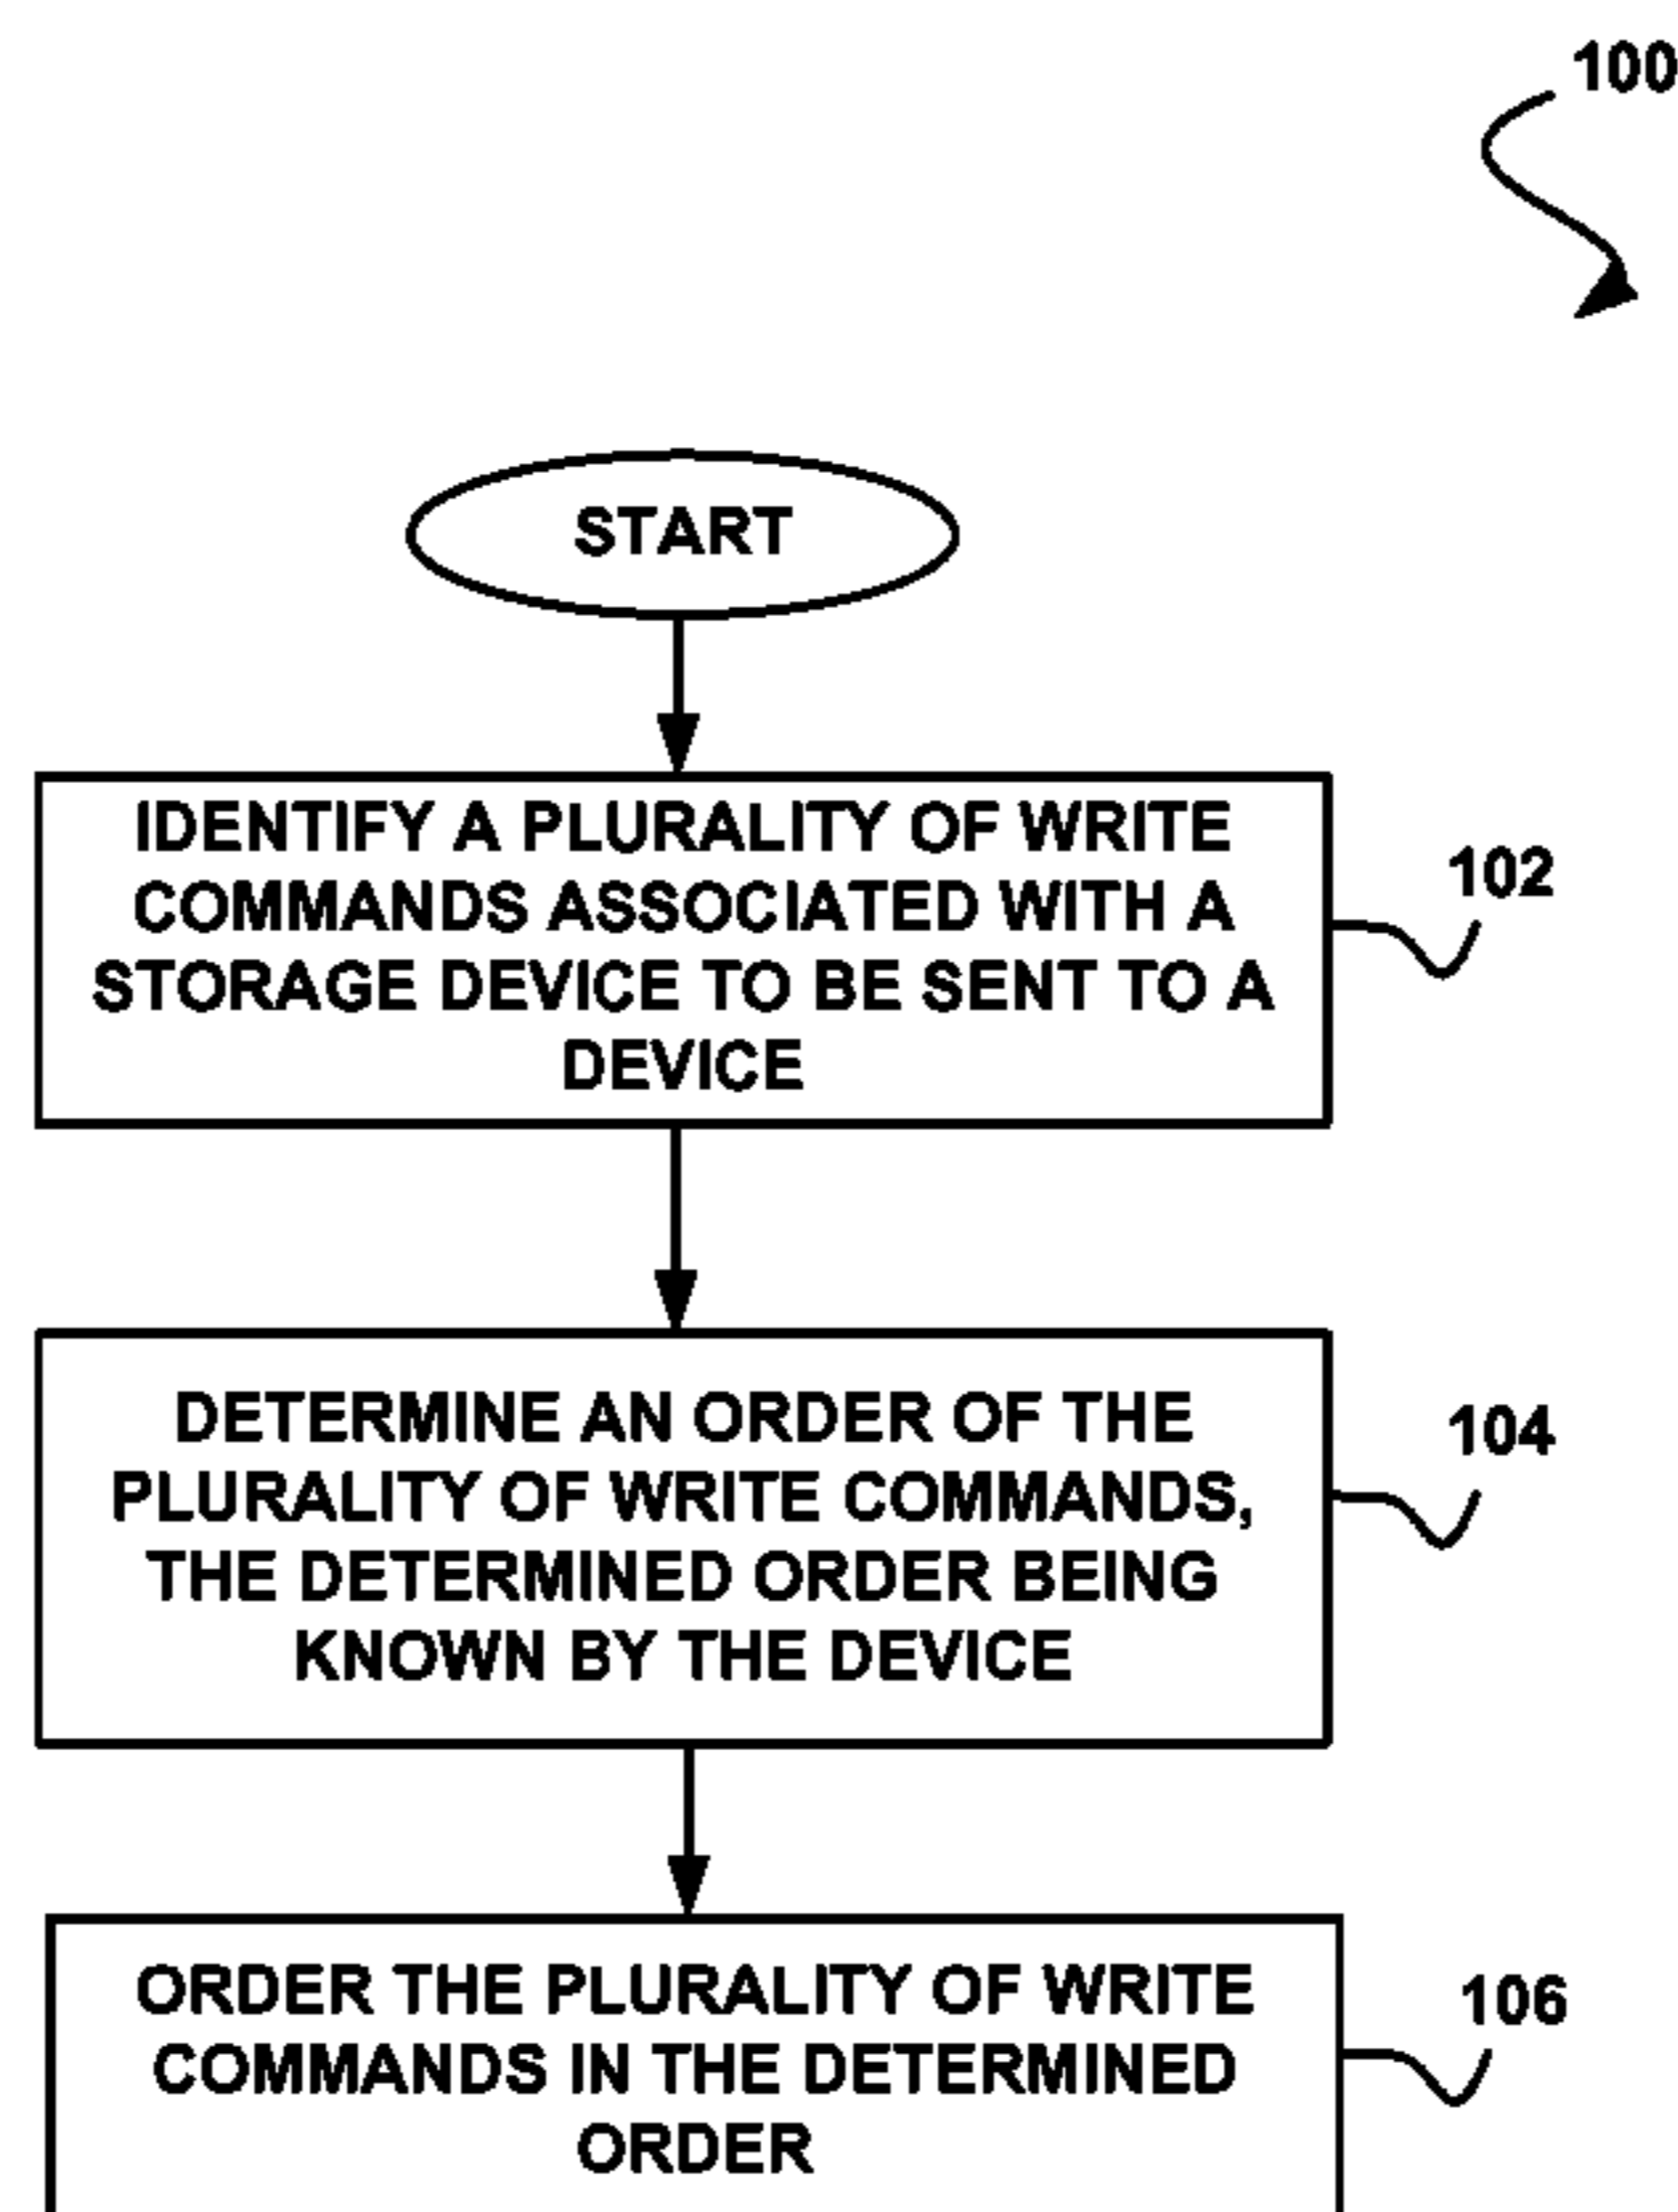 100
START
IDENTIFY A PLURALITY OF WRITE
COMMANDS ASSOCIATED WITH A
STORAGE DEVICE TO BE SENT TO A
DEVICE
102
DETERMINE AN ORDER OF THE
PLURALITY OF WRITE COMMANDS,
THE DETERMINED ORDER BEING
KNOWN BY THE DEVICE
104
ORDER THE PLURALITY OF WRITE
COMMANDS IN THE DETERMINED
ORDER
106